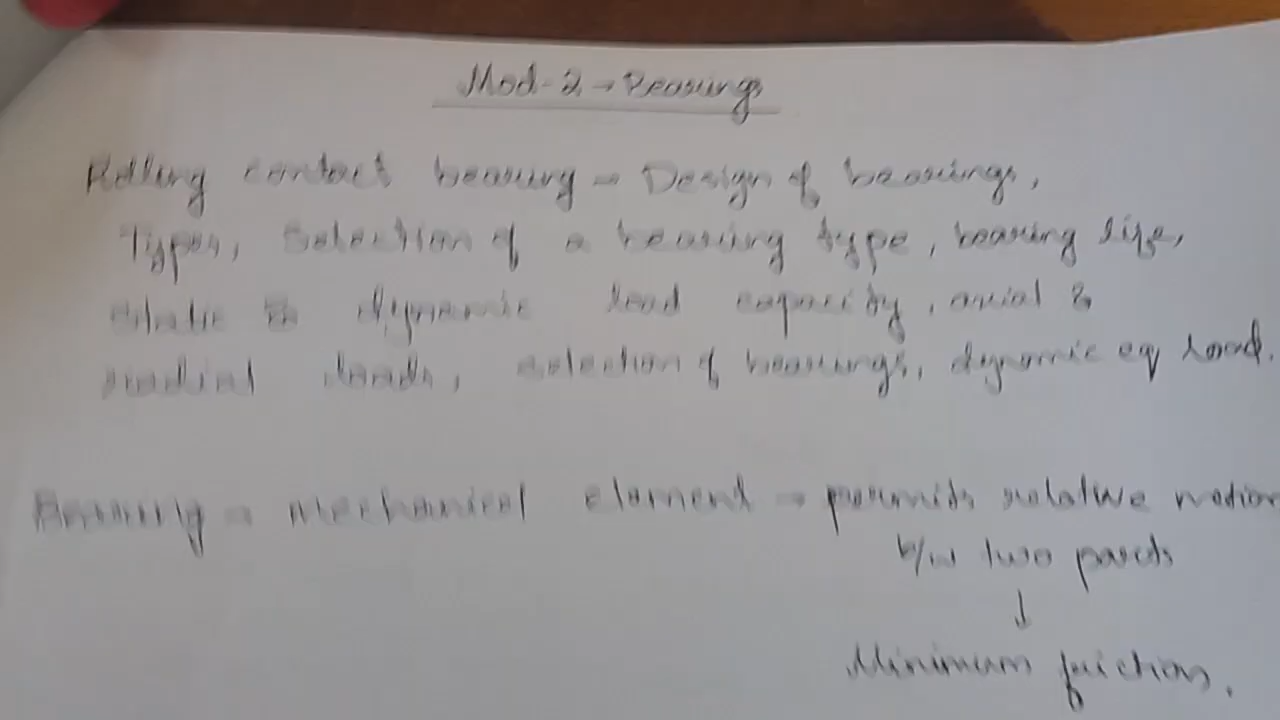 Mod-2 → Bearings
Rolling contact bearing → Design of bearings,
Types, Selection of a bearing type, bearing life,
static & dynamic load capacity, axial &
radial loads, selection of bearings, dynamic eq load.
Bearing → mechanical element → permits relative motion
b/w two parts
↓
Minimum friction.